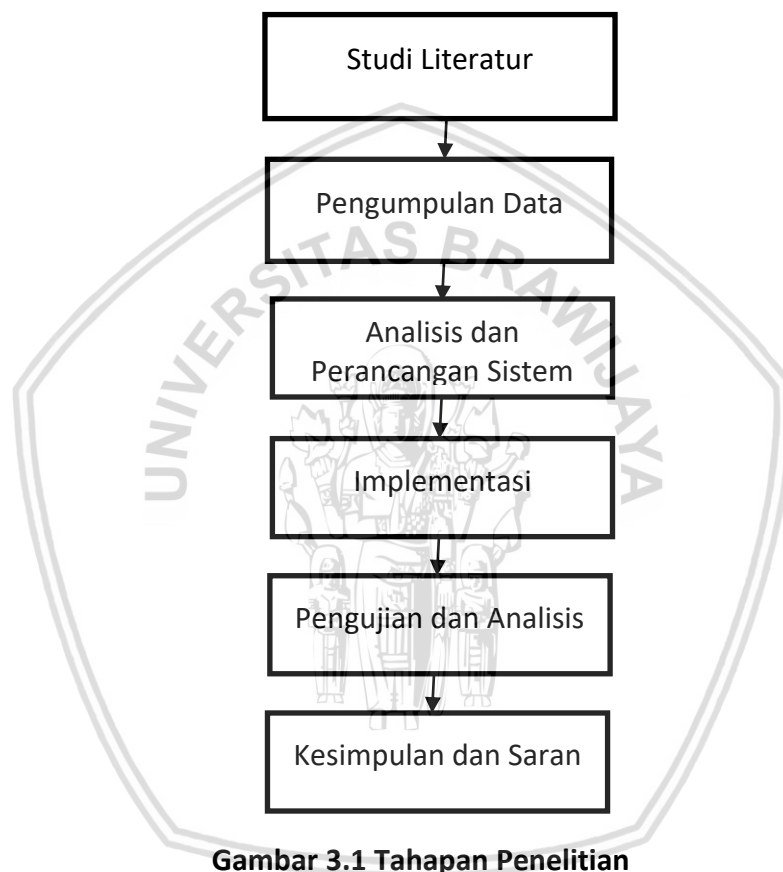 Studi Literatur
Pengumpulan Data
UNIVERSITAS BRAWIJAYA
Analisis dan
Perancangan Sistem
Implementasi
Pengujian dan Analisis
Kesimpulan dan Saran
Gambar 3.1 Tahapan Penelitian